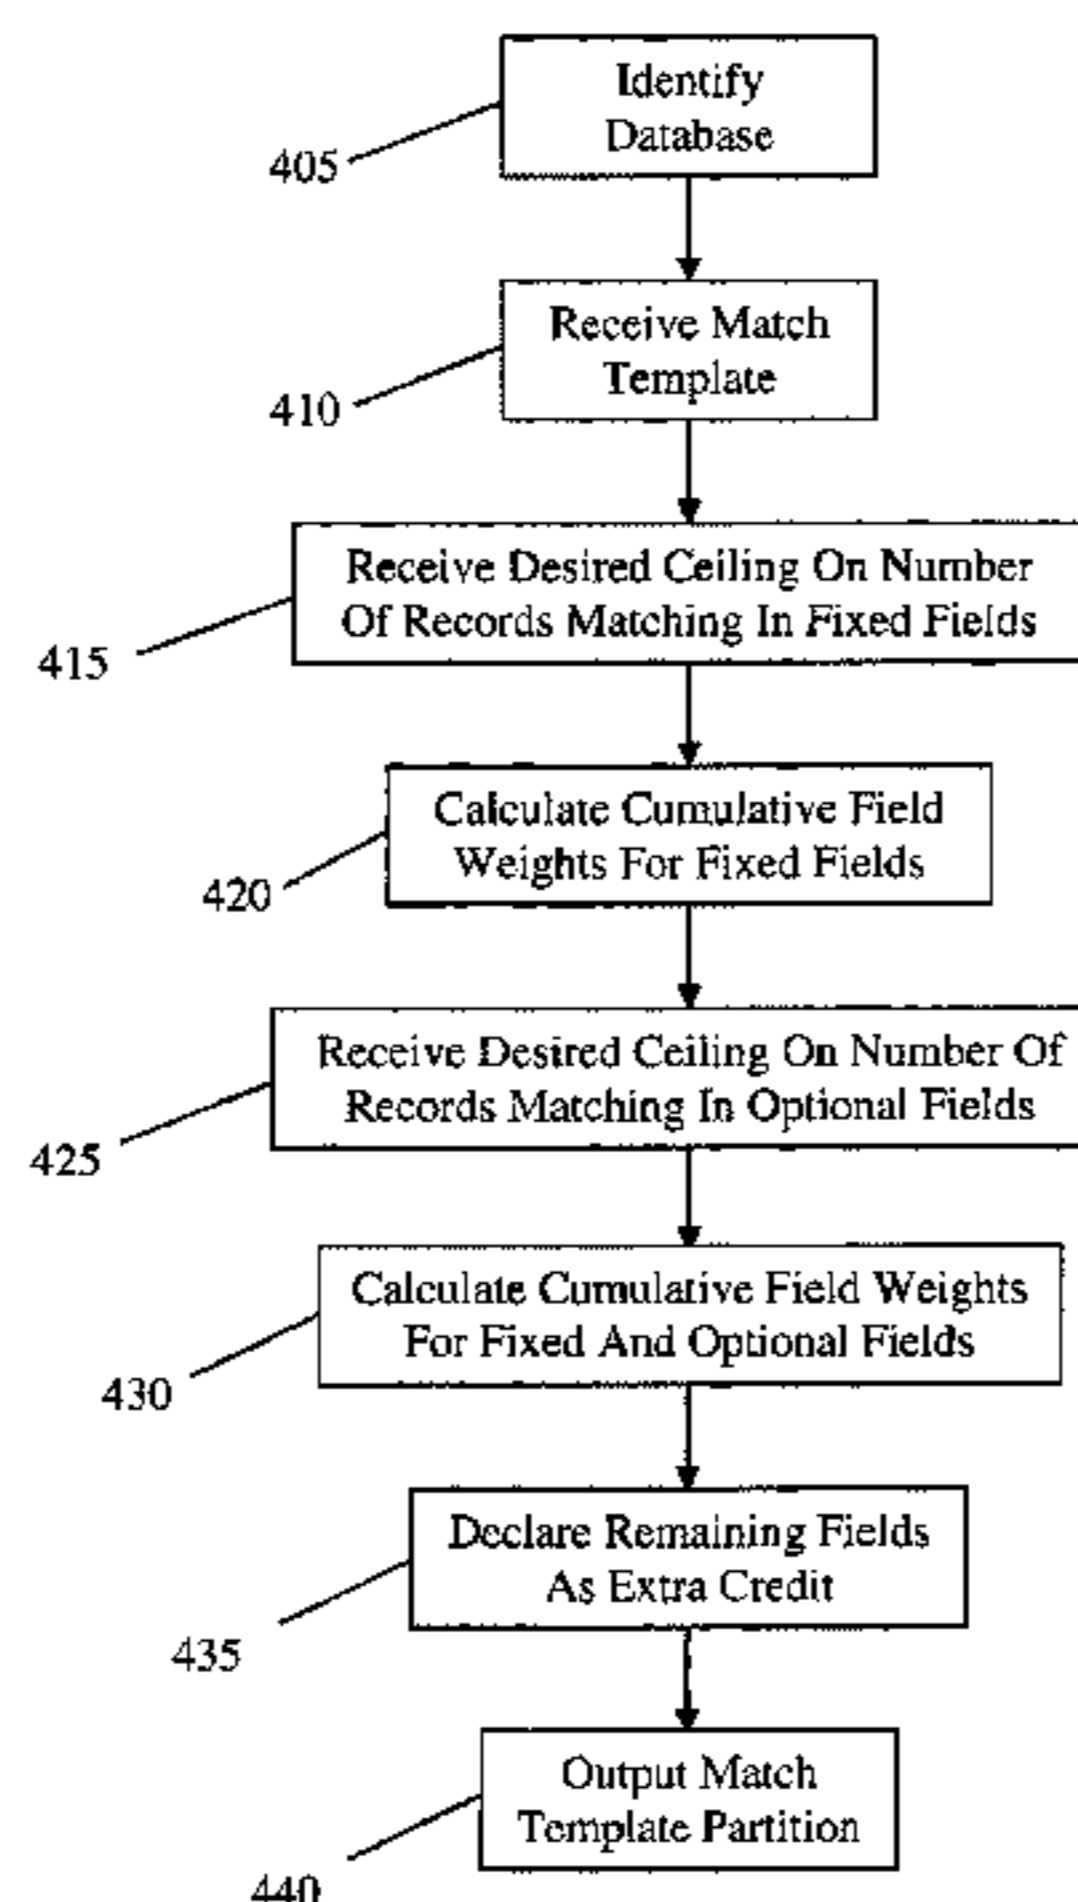 Identify
Database
405
Receive Match
Template
410
Receive Desired Ceiling On Number
Of Records Matching In Fixed Fields
415
Calculate Cumulative Field
Weights For Fixed Fields
420
Receive Desired Ceiling On Number Of
Records Matching In Optional Fields
425
Calculate Cumulative Field Weights
For Fixed And Optional Fields
430
Declare Remaining Fields
As Extra Credit
435
Output Match
Template Partition
440